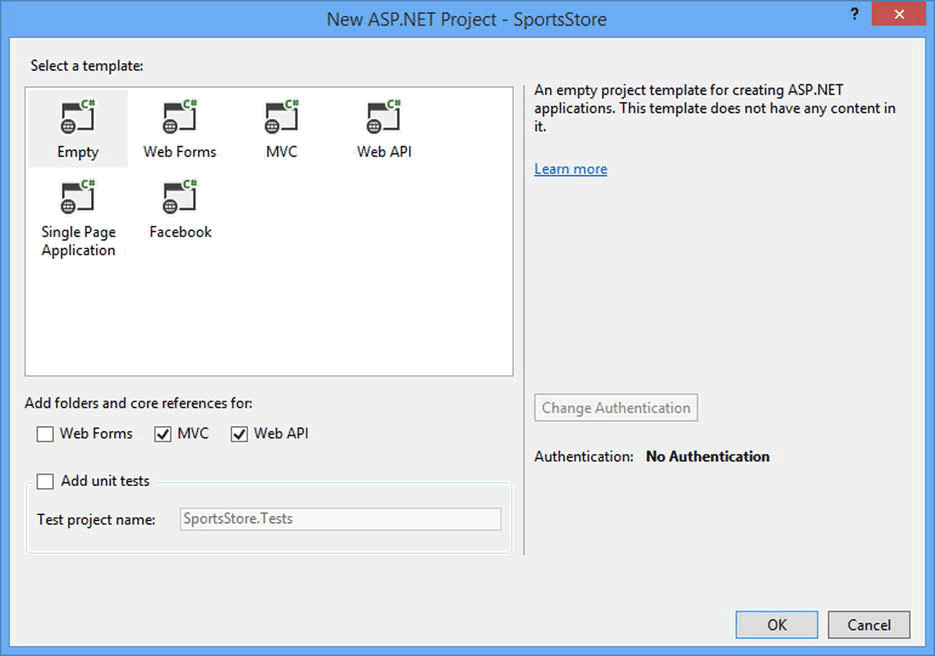 New ASP.NET Project - SportsStore
?
Select a template:
C# C# C# C#
Empty Web Forms MVC Web API
C# C#
Single Page Facebook
Application
An empty project template for creating ASP.NET
applications. This template does not have any content in
it.
Learn more
Add folders and core references for:
Web Forms MVC Web API
Add unit tests
Test project name: SportsStore.Tests
Change Authentication
Authentication: No Authentication
OK Cancel